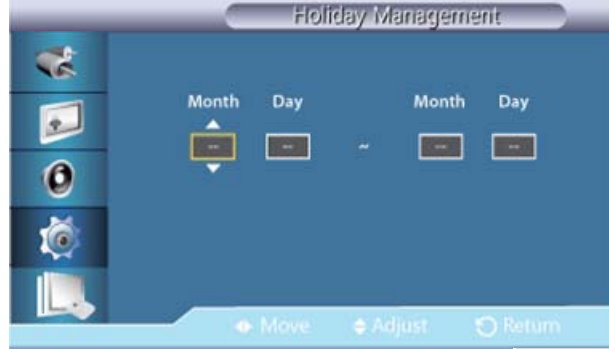 Holiday Management
Month Day Month Day
-- -- ~ -- --
Move Adjust Return